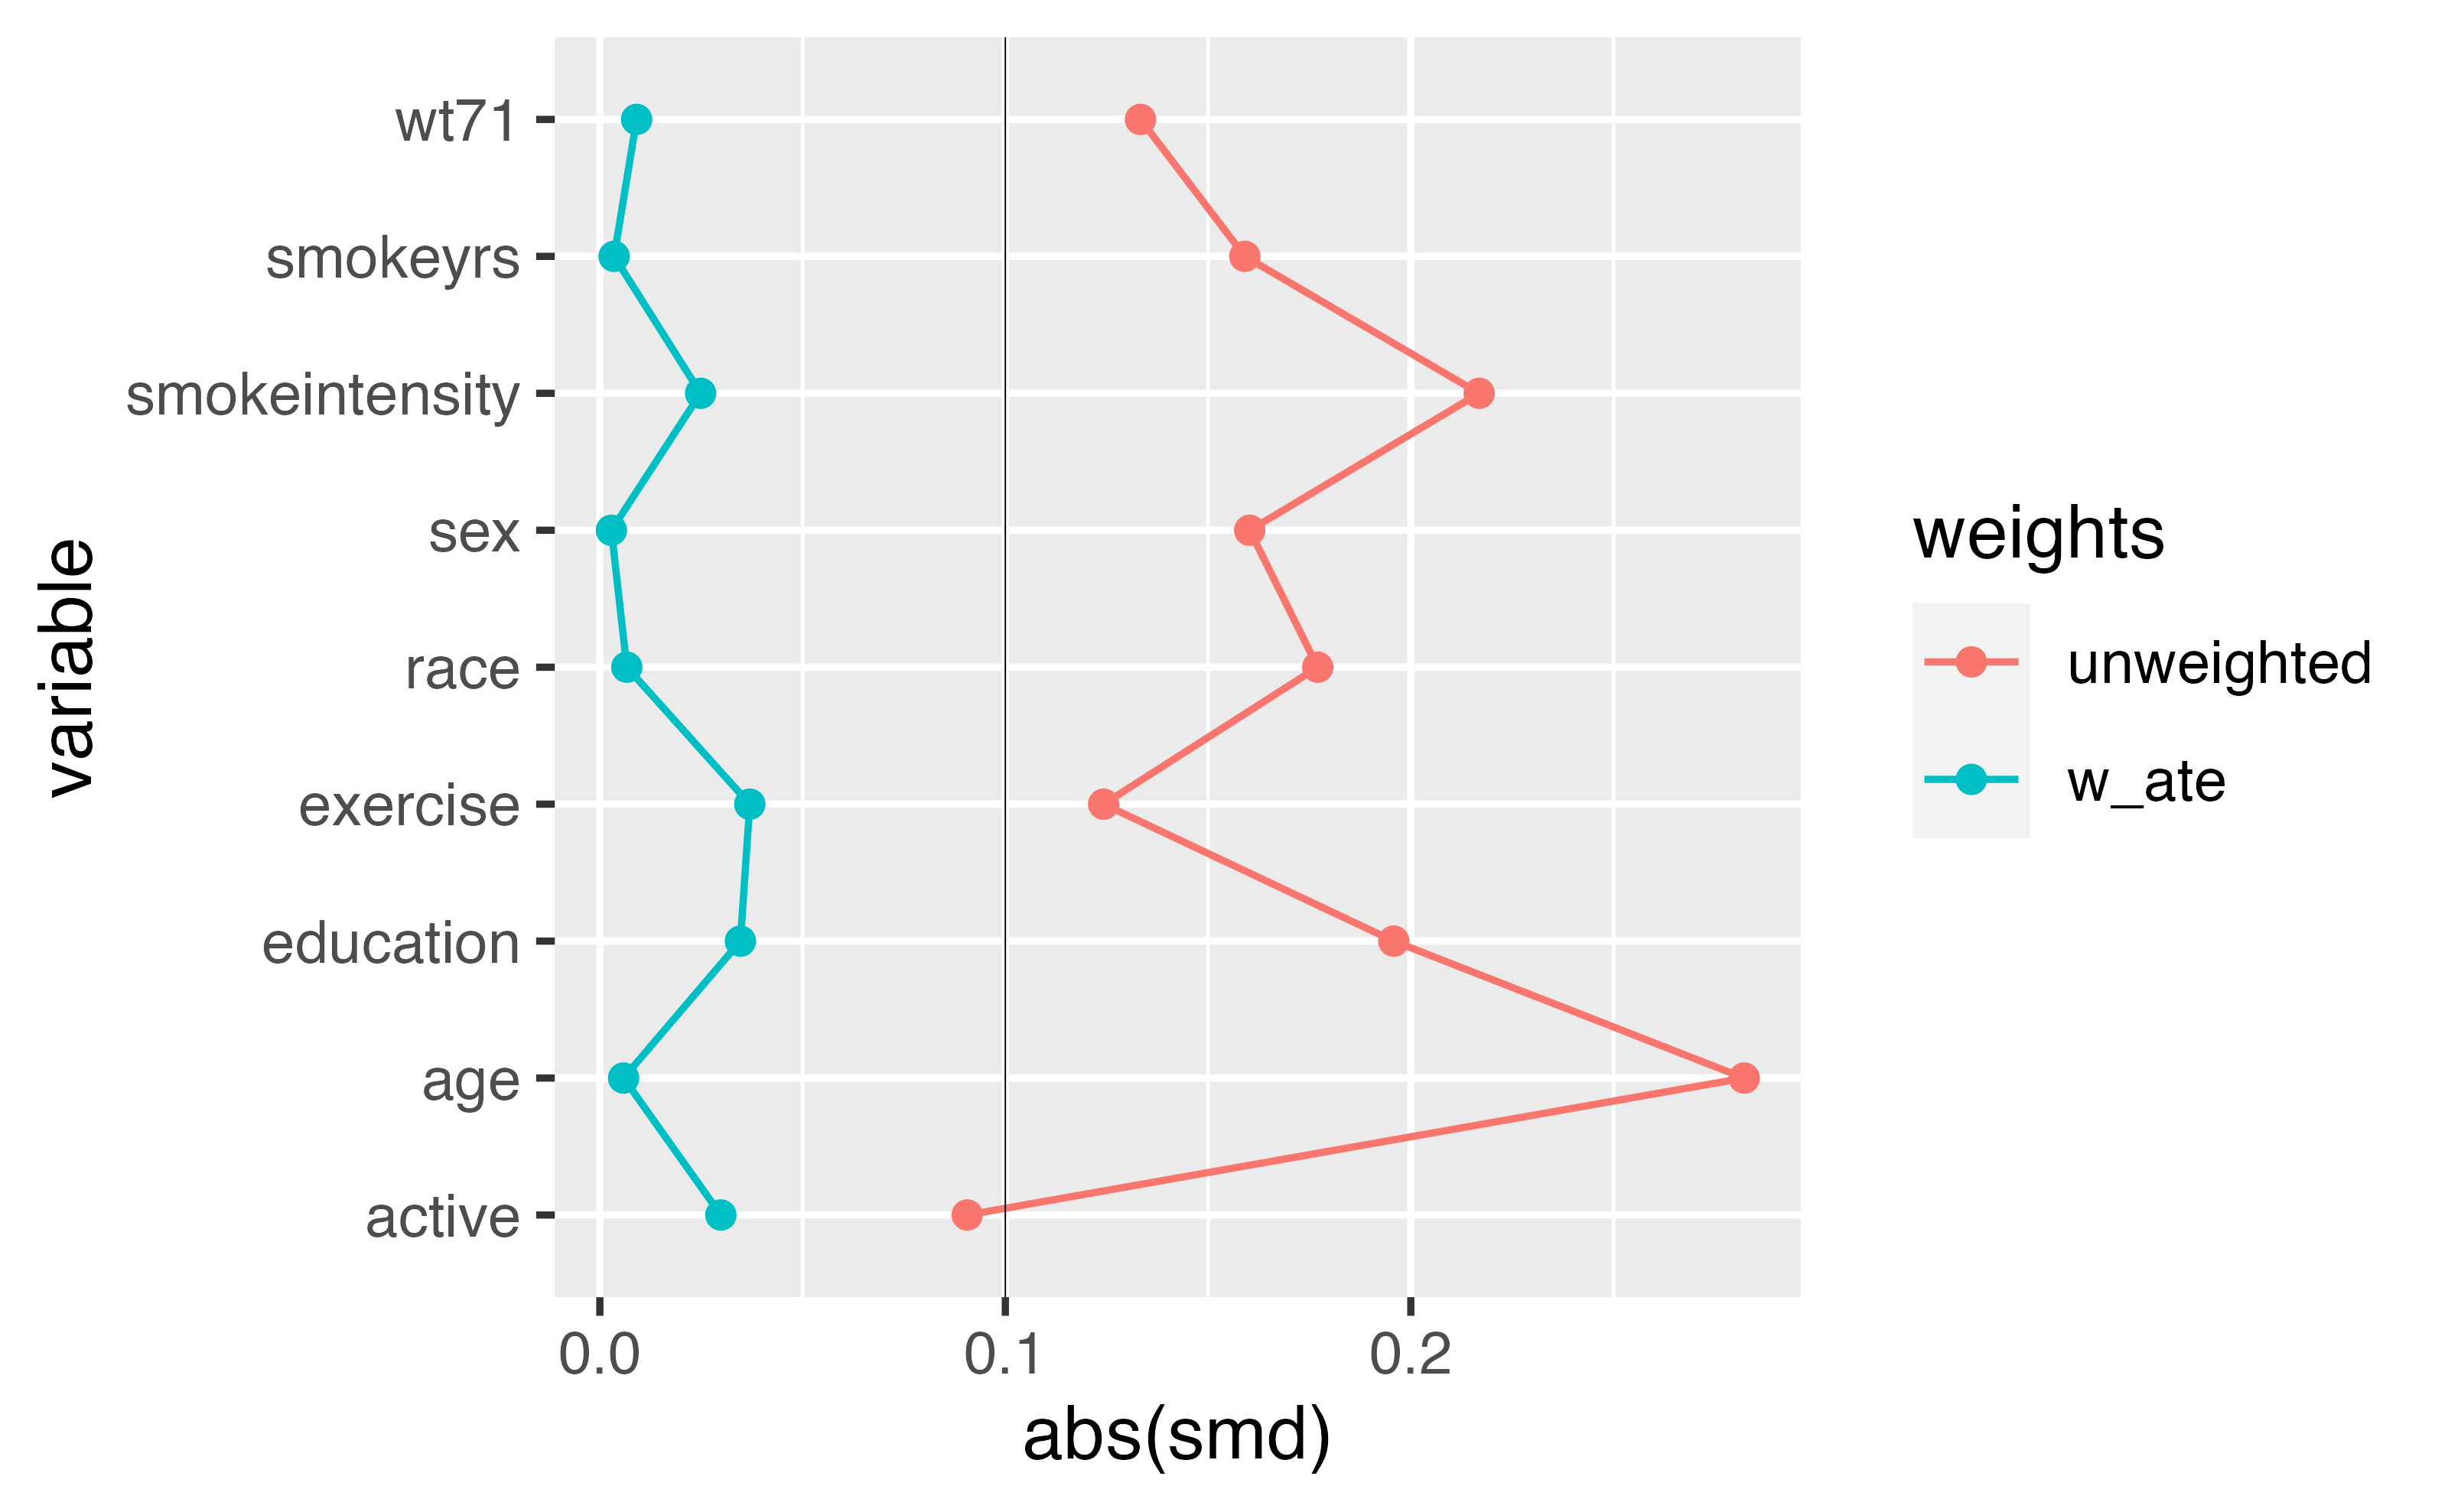 variable
wt71
smokeyrs
smokeintensity
sex
race
exercise
education
age
active
0.0 0.1 0.2
abs(smd)
weights
unweighted
w_ate